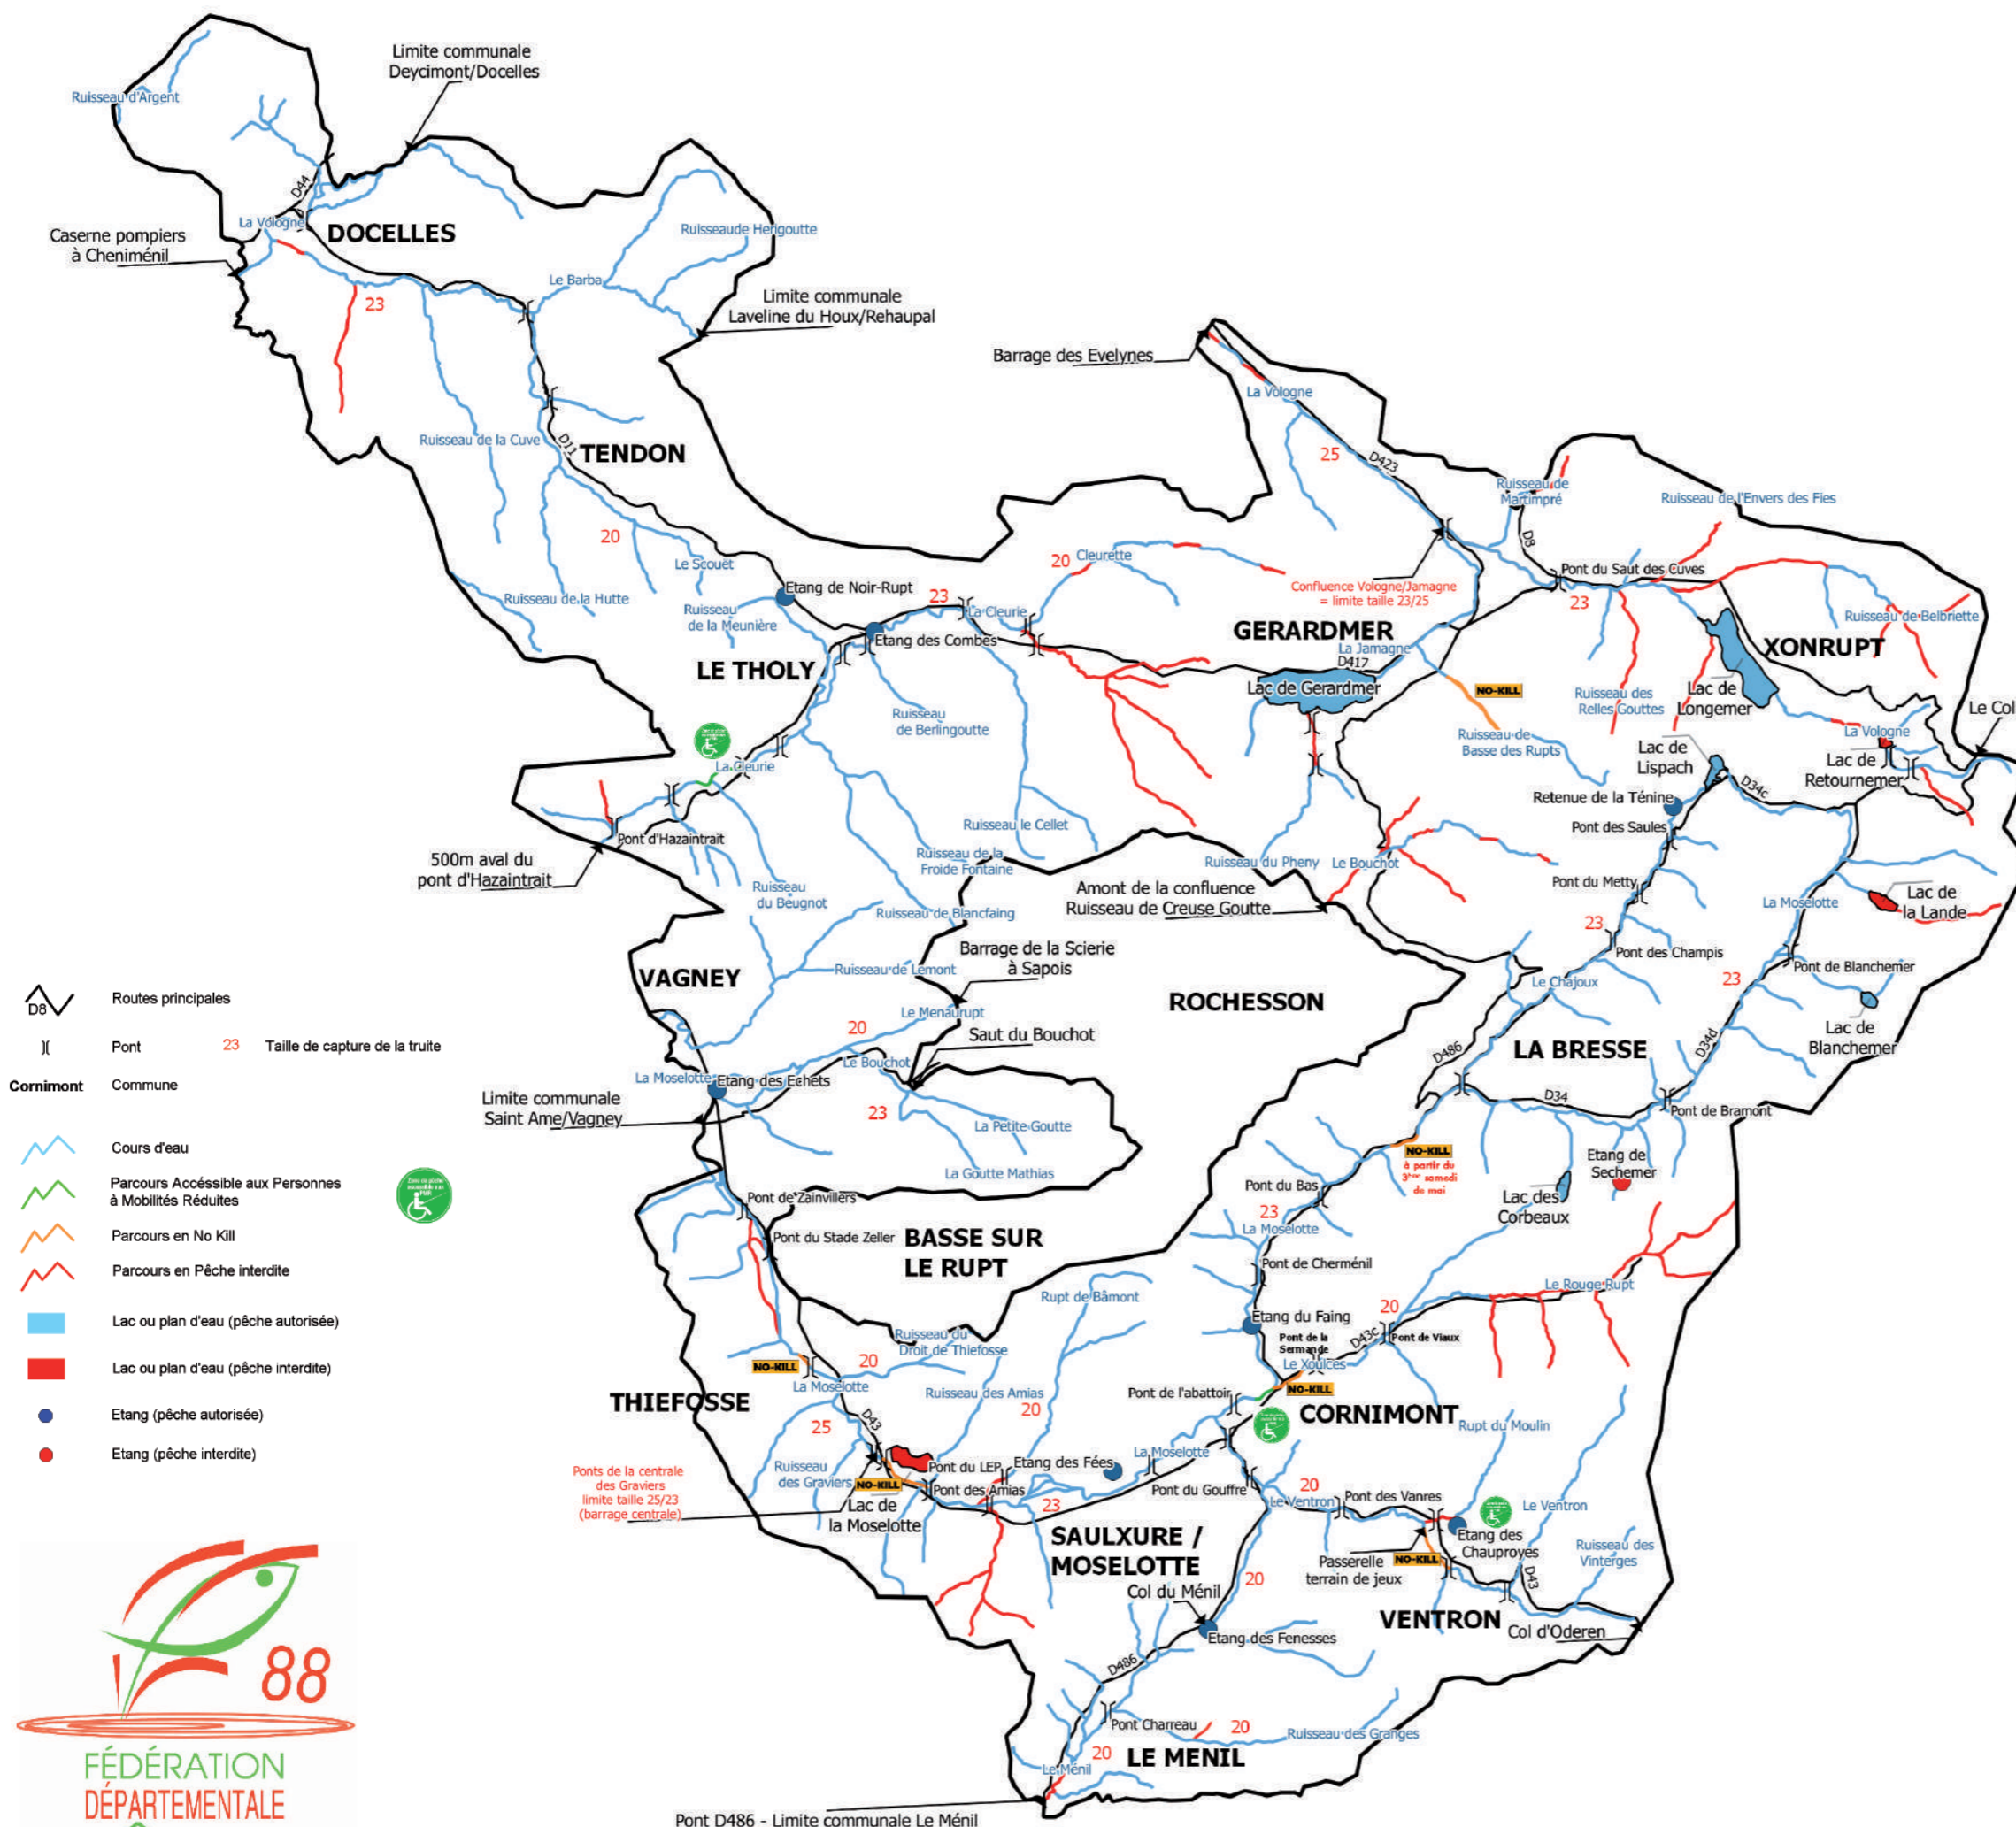 Limite communale
Deycimont/Docelles
Ruisseau d'Argent
D44
La Vologne
DOCELLES
Caserne pompiers
à Cheniménil
23
Ruisseaude Herigoutte
Le Barba
Limite communale
Laveline du Houx/Rehaupal
Barrage des Evelynes
La Vologne
Ruisseau de la Cuve
D11
TENDON
25
D423
Ruisseau de
Martimpré
Ruisseau de l'Envers des Fies
D8
20
Le Scouët
Etang de Noir-Rupt
Ruisseau de la Hutte
Ruisseau
de la Meunière
20
Cleurette
23
La Cleurie
Confluence Vologne/Jamagne
= limite taille 23/25
Pont du Saut des Cuves
23
Ruisseau de Belbriette
Etang des Combes
GERARDMER
La Jamagne
D417
XONRUPT
LE THOLY
Lac de Gerardmer
NO-KILL
Ruisseau des
Relles Gouttes
Lac de
Longemer
Le Col
Ruisseau
de Berlingoutte
Ruisseau de
Basse des Rupts
La Vologne
Lac de
Lispach
Lac de
Retournemer
La Cleurie
D34c
Retenue de la Ténine
Pont des Saules
Pont d'Hazaintrait
Ruisseau le Cellet
500m aval du
pont d'Hazaintrait
Ruisseau de la
Froide Fontaine
Ruisseau du Pheny
Le Bouchot
Ruisseau
du Beugnot
Amont de la confluence
Ruisseau de Creuse Goutte
Pont du Metty
Lac de
la Lande
La Moselotte
Ruisseau de Blancfaing
23
Barrage de la Scierie
à Sapois
Pont des Champis
VAGNEY
Ruisseau de Lemont
23
Pont de Blanchemer
Le Chajoux
D8
Routes principales
ROCHESSON
Le Menaurupt
20
Saut du Bouchot
Lac de
Blanchemer
Pont
23
Taille de capture de la truite
LA BRESSE
D486
D34d
Le Bouchot
Cornimont
Commune
La Moselotte
Etang des Echets
Limite communale
Saint Ame/Vagney
23
D34
Pont de Bramont
La Petite Goutte
Cours d'eau
NO-KILL
à partir du
3ème samedi
de mai
Etang de
Sechemer
La Goutte Mathias
Parcours Accéssible aux Personnes
à Mobilités Réduites
Pont du Bas
Lac des
Corbeaux
Pont de Zainvillers
23
La Moselotte
Parcours en No Kill
Pont du Stade Zeller
BASSE SUR
LE RUPT
Pont de Cherménil
Parcours en Pêche interdite
Rupt de Bâmont
Le Rouge Rupt
20
Lac ou plan d'eau (pêche autorisée)
Etang du Faing
Ruisseau du
Droit de Thiefosse
Pont de la
Sermande
D43c
Pont de Viaux
Lac ou plan d'eau (pêche interdite)
NO-KILL
20
Le Xoulces
La Moselotte
Pont de l'abattoir
NO-KILL
THIEFOSSE
Ruisseau des Amias
20
Etang (pêche autorisée)
CORNIMONT
Rupt du Moulin
25
D43
Etang (pêche interdite)
La Moselotte
Ruisseau
des Graviers
Pont du LEP
Etang des Fées
Ponts de la centrale
des Graviers
limite taille 25/23
(barrage centrale)
NO-KILL
Pont des Amias
Pont du Gouffre
20
Le Ventron
Pont des Vanres
Le Ventron
Lac de
la Moselotte
23
SAULXURE /
MOSELOTTE
Etang des
Chauproyes
Ruisseau des
Vinterges
Passerelle
terrain de jeux
NO-KILL
Col du Ménil
20
D43
VENTRON
Col d'Oderen
Etang des Fenesses
D486
88
Pont Charreau
20
Ruisseau des Granges
20
LE MENIL
Le Ménil
FÉDÉRATION
DÉPARTEMENTALE
Pont D486 - Limite communale Le Ménil